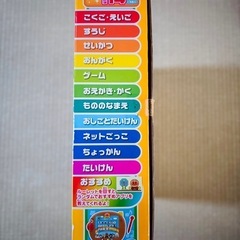 こくご・えいご
すうじ
せいかつ
おんがく
ゲーム
おえかき・がく
もののなまえ
おしごとたいけん
ネットごっこ
ちょっかん
たいけん
おすすめ